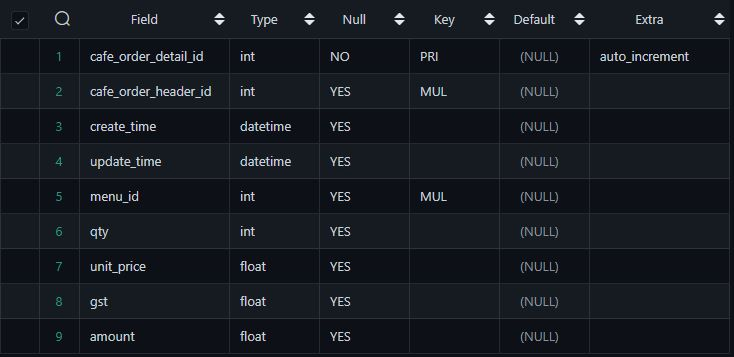 Field Type Null Key Default Extra
1 cafe_order_detail_id int NO PRI (NULL) auto_increment
2 cafe_order_header_id int YES MUL (NULL)
3 create_time datetime YES (NULL)
4 update_time datetime YES (NULL)
5 menu_id int YES MUL (NULL)
6 qty int YES (NULL)
7 unit_price float YES (NULL)
8 gst float YES (NULL)
9 amount float YES (NULL)